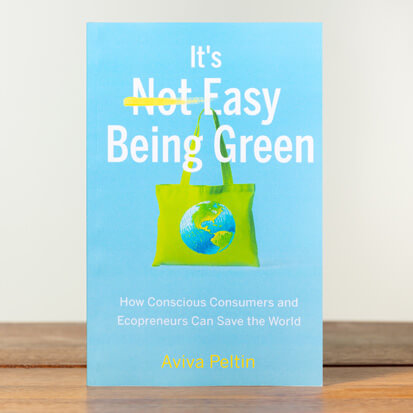 It's
Not Easy
Being Green
How Conscious Consumers and
Ecopreneurs Can Save the World
Aviva Peltin